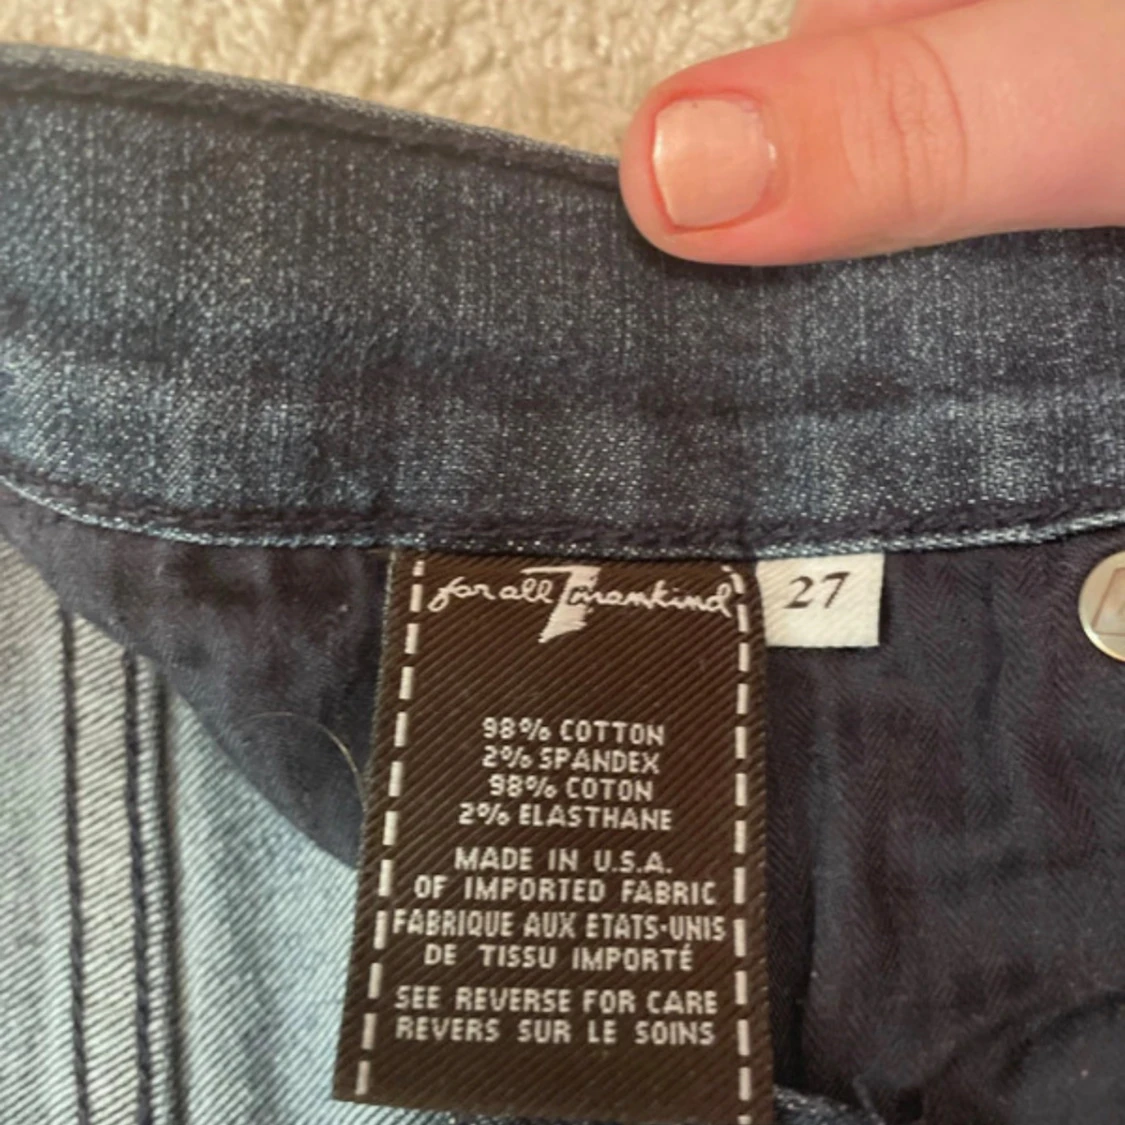 for all 7 mankind
27
98% COTTON
2% SPANDEX
98% COTON
2% ELASTHANE
MADE IN U.S.A.
OF IMPORTED FABRIC
FABRIQUE AUX ETATS-UNIS
DE TISSU IMPORTÉ
SEE REVERSE FOR CARE
REVERS SUR LE SOINS